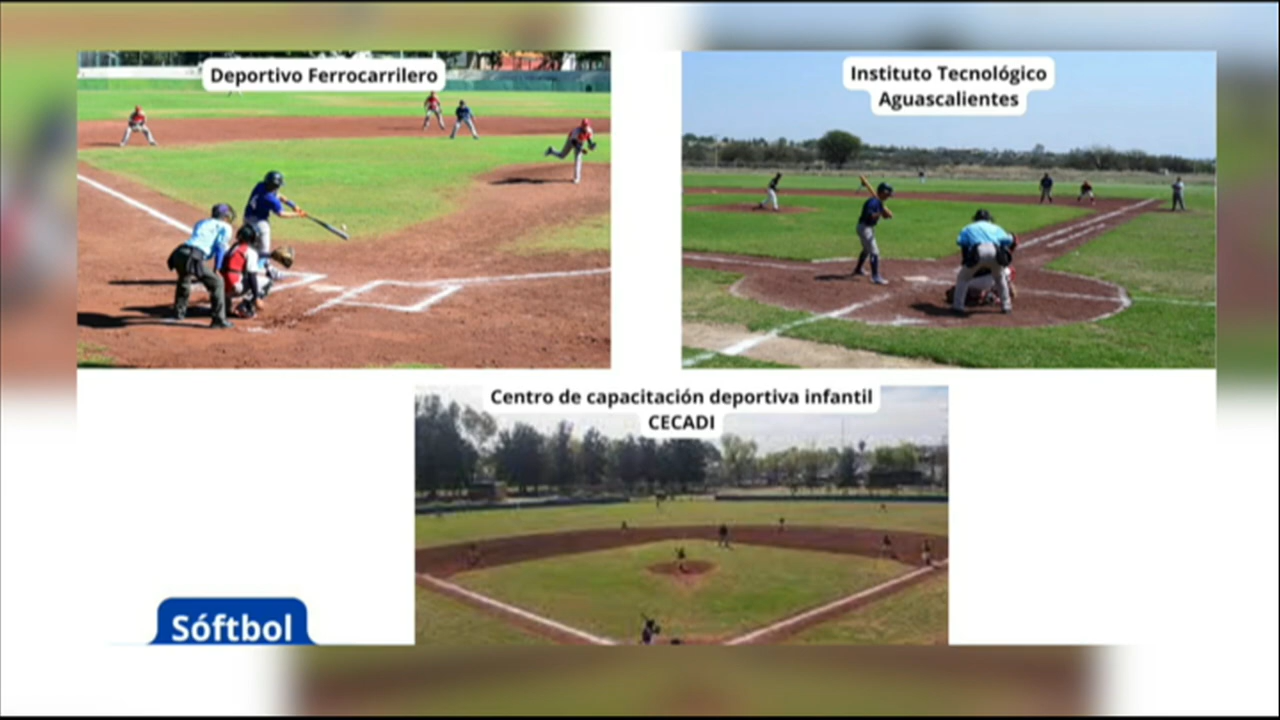 Deportivo Ferrocarrilero
Instituto Tecnológico
Aguascalientes
Centro de capacitación deportiva infantil
CECADI
Sóftbol